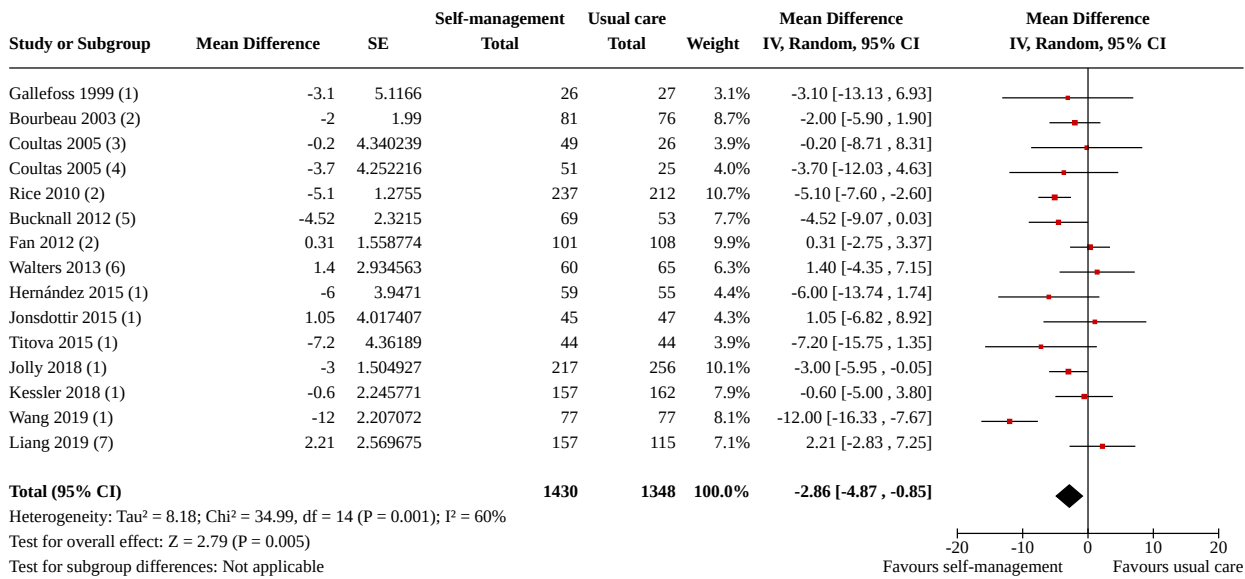 Self-management Usual care Mean Difference Mean Difference
Study or Subgroup Mean Difference SE Total Total Weight IV, Random, 95% CI IV, Random, 95% CI
Gallefoss 1999 (1) -3.1 5.1166 26 27 3.1% -3.10 [-13.13 , 6.93]
Bourbeau 2003 (2) -2 1.99 81 76 8.7% -2.00 [-5.90 , 1.90]
Coultas 2005 (3) -0.2 4.340239 49 26 3.9% -0.20 [-8.71 , 8.31]
Coultas 2005 (4) -3.7 4.252216 51 25 4.0% -3.70 [-12.03 , 4.63]
Rice 2010 (2) -5.1 1.2755 237 212 10.7% -5.10 [-7.60 , -2.60]
Bucknall 2012 (5) -4.52 2.3215 69 53 7.7% -4.52 [-9.07 , 0.03]
Fan 2012 (2) 0.31 1.558774 101 108 9.9% 0.31 [-2.75 , 3.37]
Walters 2013 (6) 1.4 2.934563 60 65 6.3% 1.40 [-4.35 , 7.15]
Hernández 2015 (1) -6 3.9471 59 55 4.4% -6.00 [-13.74 , 1.74]
Jonsdottir 2015 (1) 1.05 4.017407 45 47 4.3% 1.05 [-6.82 , 8.92]
Titova 2015 (1) -7.2 4.36189 44 44 3.9% -7.20 [-15.75 , 1.35]
Jolly 2018 (1) -3 1.504927 217 256 10.1% -3.00 [-5.95 , -0.05]
Kessler 2018 (1) -0.6 2.245771 157 162 7.9% -0.60 [-5.00 , 3.80]
Wang 2019 (1) -12 2.207072 77 77 8.1% -12.00 [-16.33 , -7.67]
Liang 2019 (7) 2.21 2.569675 157 115 7.1% 2.21 [-2.83 , 7.25]
Total (95% CI) 1430 1348 100.0% -2.86 [-4.87 , -0.85]
Heterogeneity: Tau² = 8.18; Chi² = 34.99, df = 14 (P = 0.001); I² = 60%
Test for overall effect: Z = 2.79 (P = 0.005)
Test for subgroup differences: Not applicable
-20 -10 0 10 20
Favours self-management Favours usual care